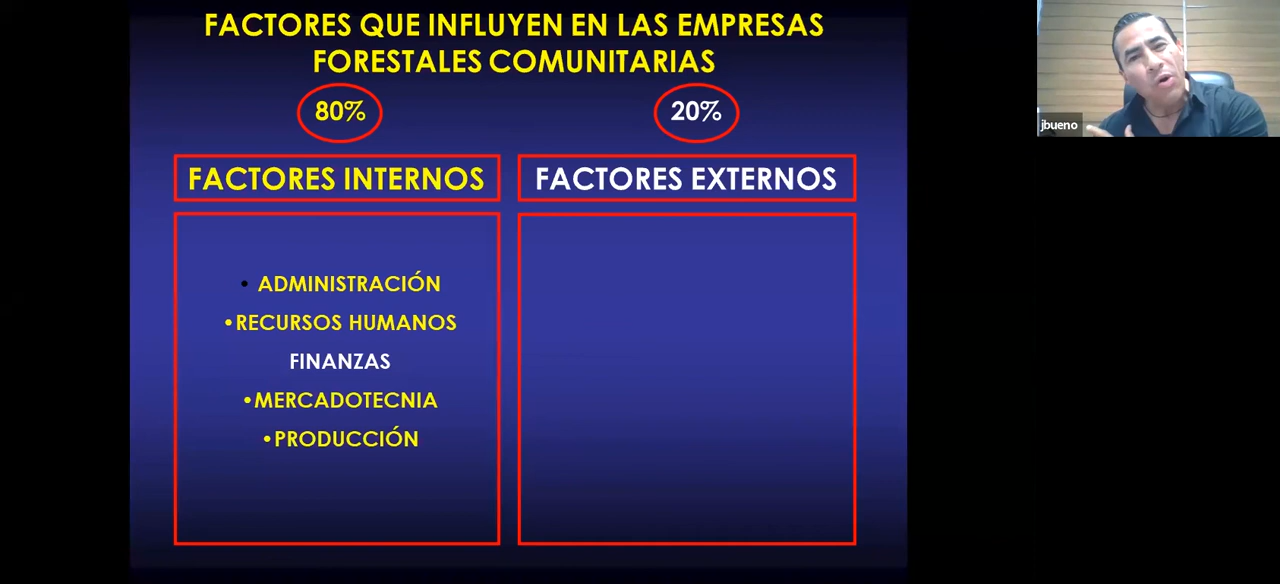 FACTORES QUE INFLUYEN EN LAS EMPRESAS
FORESTALES COMUNITARIAS
80%
20%
FACTORES INTERNOS
FACTORES EXTERNOS
• ADMINISTRACIÓN
•RECURSOS HUMANOS
FINANZAS
•MERCADOTECNIA
•PRODUCCIÓN
jbueno